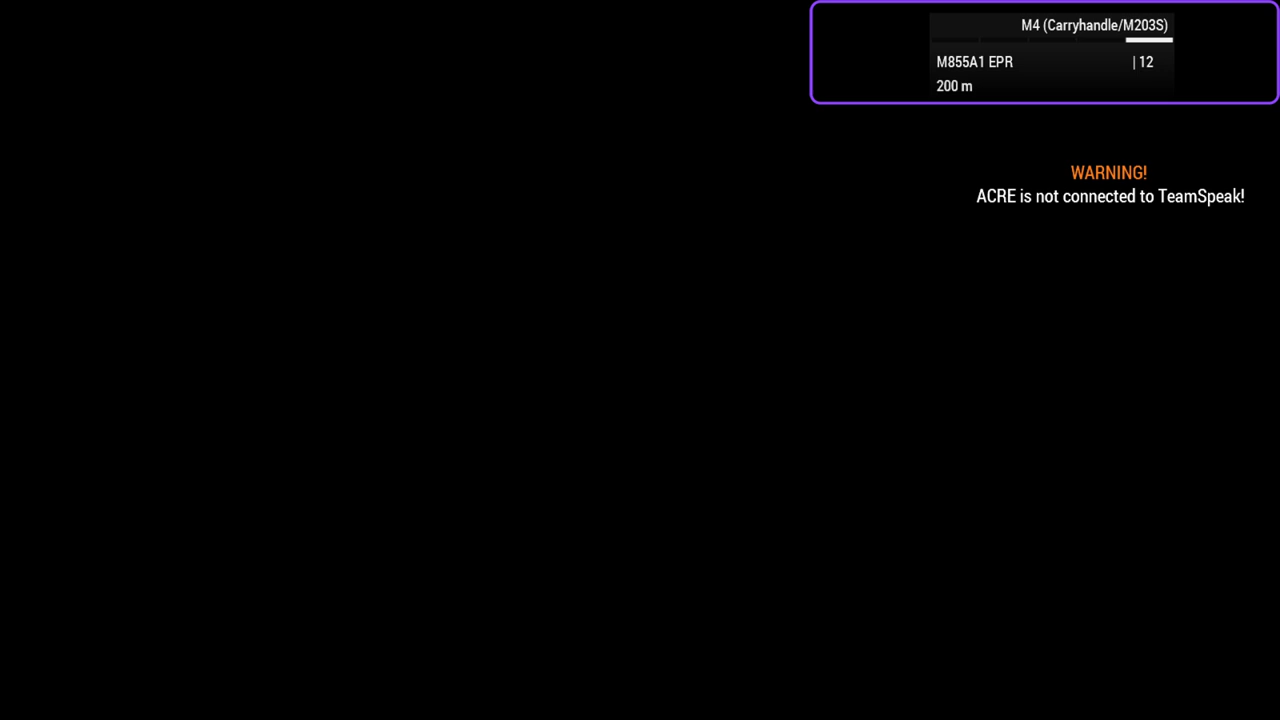 M4 (Carryhandle/M203S)
M855A1 EPR | 12
200 m
WARNING!
ACRE is not connected to TeamSpeak!